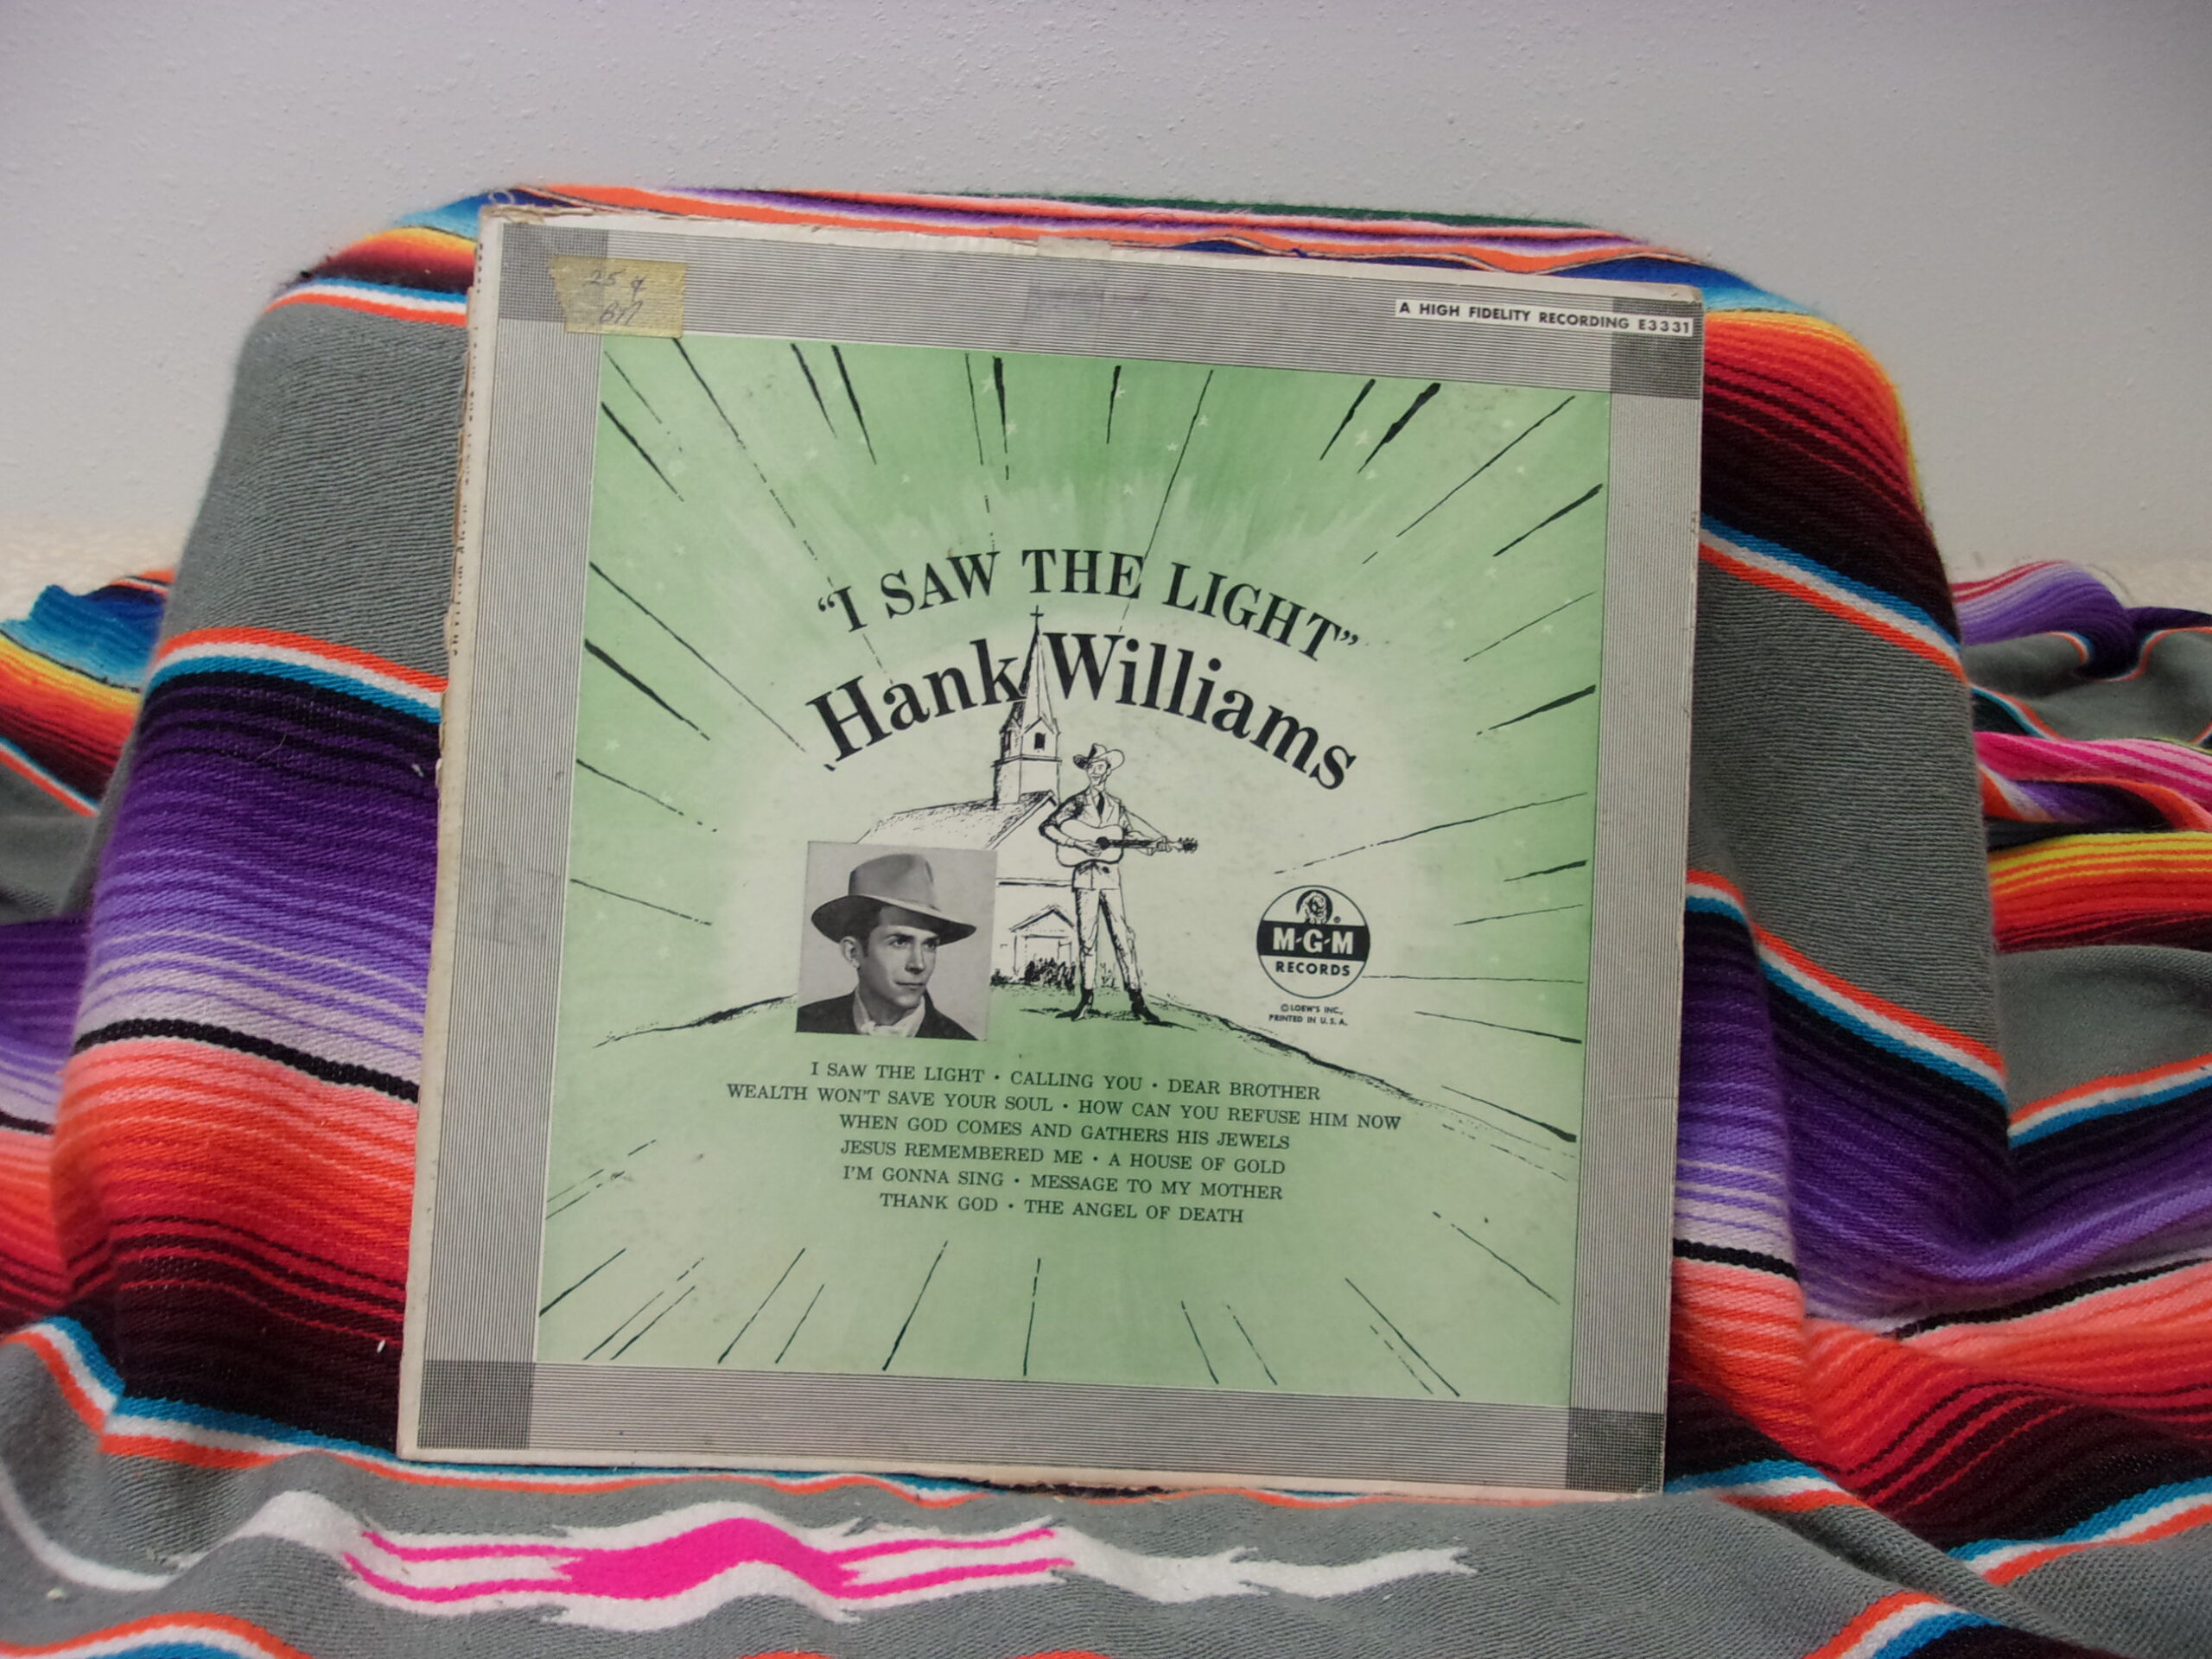 25¢
A HIGH FIDELITY RECORDING E3331
"I SAW THE LIGHT"
Hank Williams
M-G-M
RECORDS
®
© LOEW'S INC.,
PRINTED IN U.S.A.
I SAW THE LIGHT • CALLING YOU • DEAR BROTHER
WEALTH WON'T SAVE YOUR SOUL • HOW CAN YOU REFUSE HIM NOW
WHEN GOD COMES AND GATHERS HIS JEWELS
JESUS REMEMBERED ME • A HOUSE OF GOLD
I'M GONNA SING • MESSAGE TO MY MOTHER
THANK GOD • THE ANGEL OF DEATH